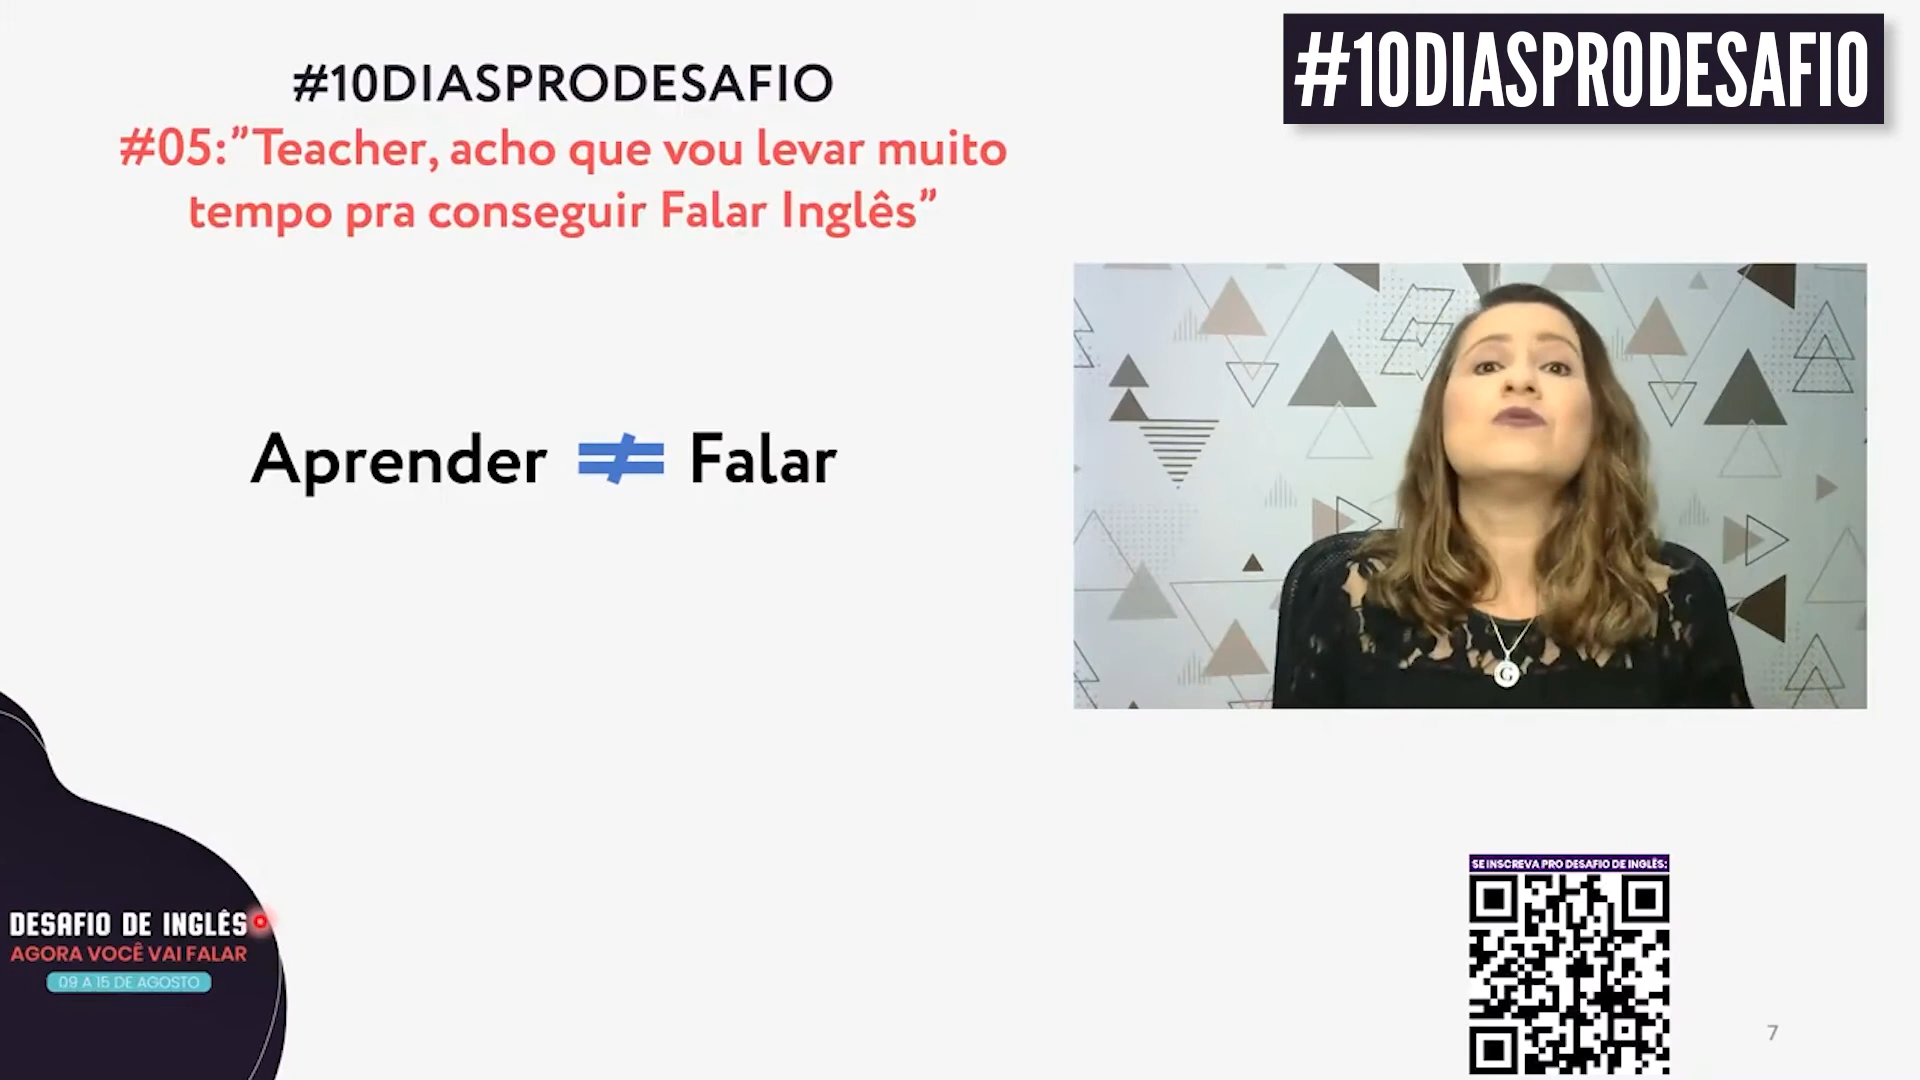 #10DIASPRODESAFIO
#10DIASPRODESAFIO
#05:”Teacher, acho que vou levar muito
tempo pra conseguir Falar Inglês”
Aprender ≠ Falar
G
DESAFIO DE INGLÊS
AGORA VOCÊ VAI FALAR
09 A 15 DE AGOSTO
SE INSCREVA PRO DESAFIO DE INGLÊS:
7